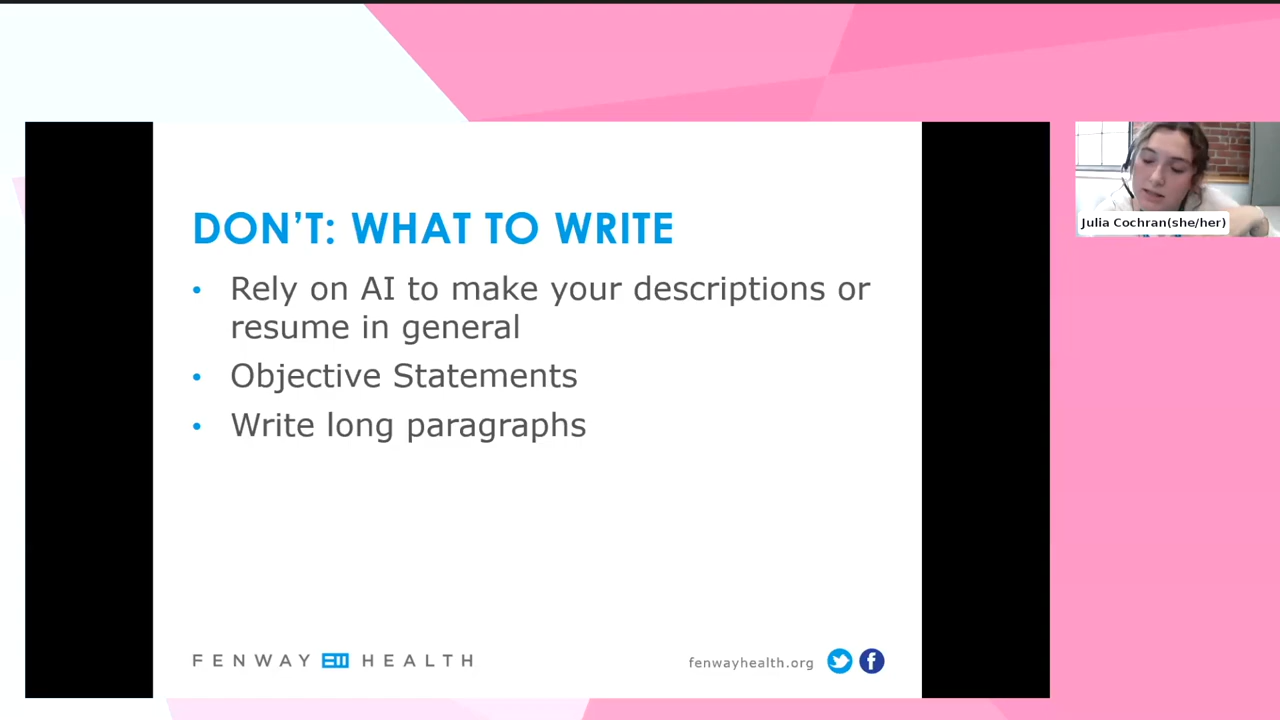 DON'T: WHAT TO WRITE
• Rely on AI to make your descriptions or
resume in general
• Objective Statements
• Write long paragraphs
FENWAY HEALTH
fenwayhealth.org
Julia Cochran(she/her)